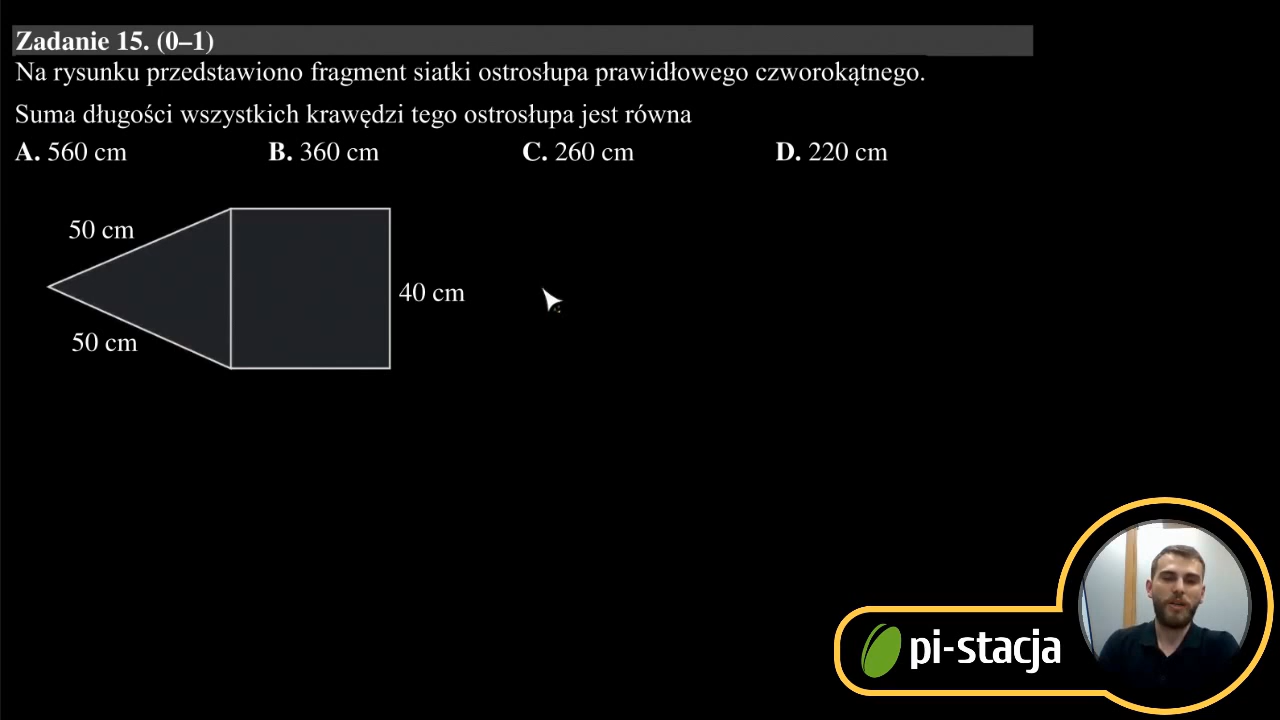 Zadanie 15. (0–1)
Na rysunku przedstawiono fragment siatki ostrosłupa prawidłowego czworokątnego.
Suma długości wszystkich krawędzi tego ostrosłupa jest równa
A. 560 cm B. 360 cm C. 260 cm D. 220 cm
50 cm
40 cm
50 cm
pi-stacja